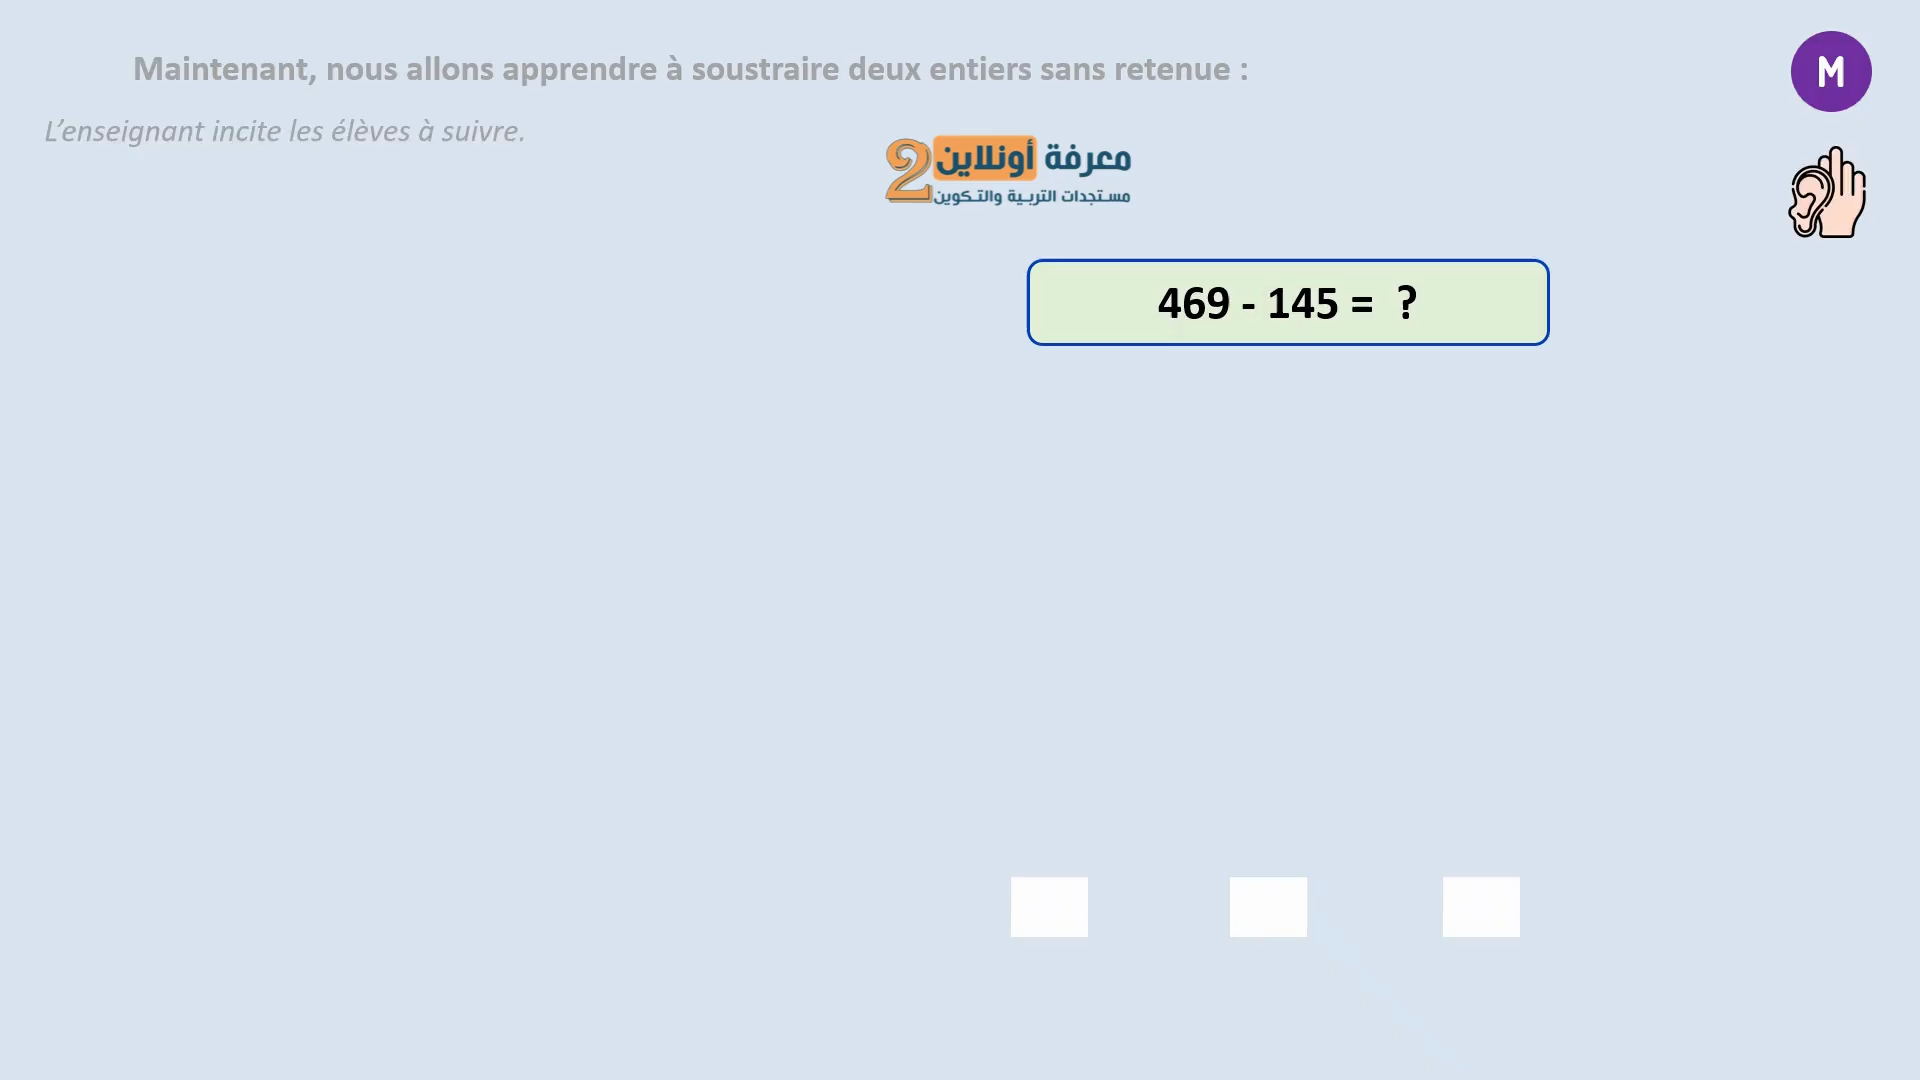 Maintenant, nous allons apprendre à soustraire deux entiers sans retenue :
M
L’enseignant incite les élèves à suivre.
معرفة أونلاين 2
مستجدات التربية والتكوين
469 - 145 = ?